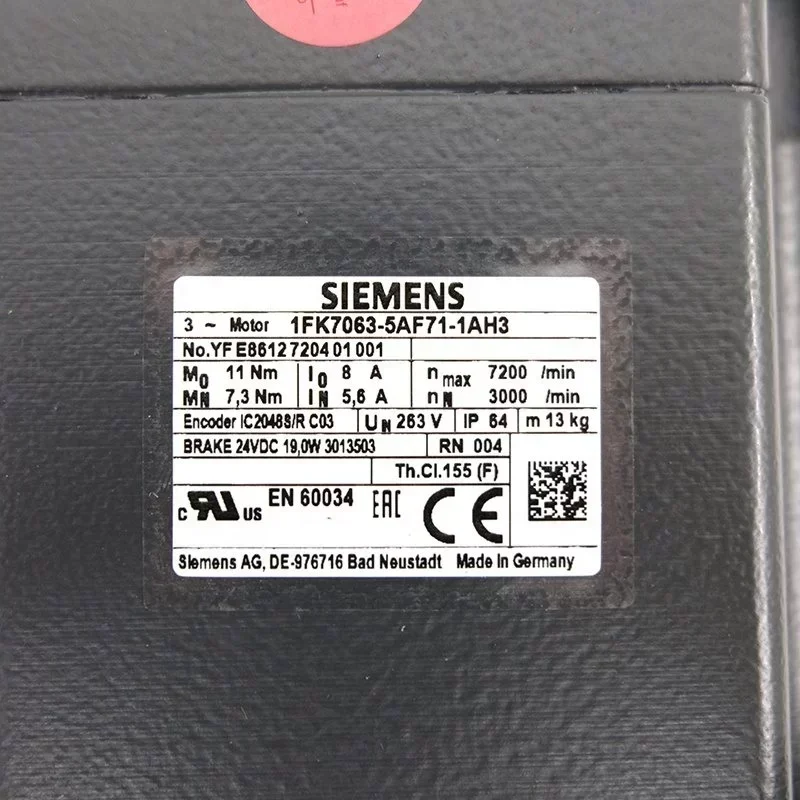 SIEMENS
3 ~ Motor 1FK7063-5AF71-1AH3
No.YF E8612 7204 01 001
M0 11 Nm I0 8 A n max 7200 /min
MN 7,3 Nm IN 5,6 A n N 3000 /min
Encoder IC2048S/R C03 UN 263 V IP 64 m 13 kg
BRAKE 24VDC 19,0W 3013503 RN 004
Th.Cl.155 (F)
c RU US EN 60034 EAC CE
Siemens AG, DE-976716 Bad Neustadt Made in Germany